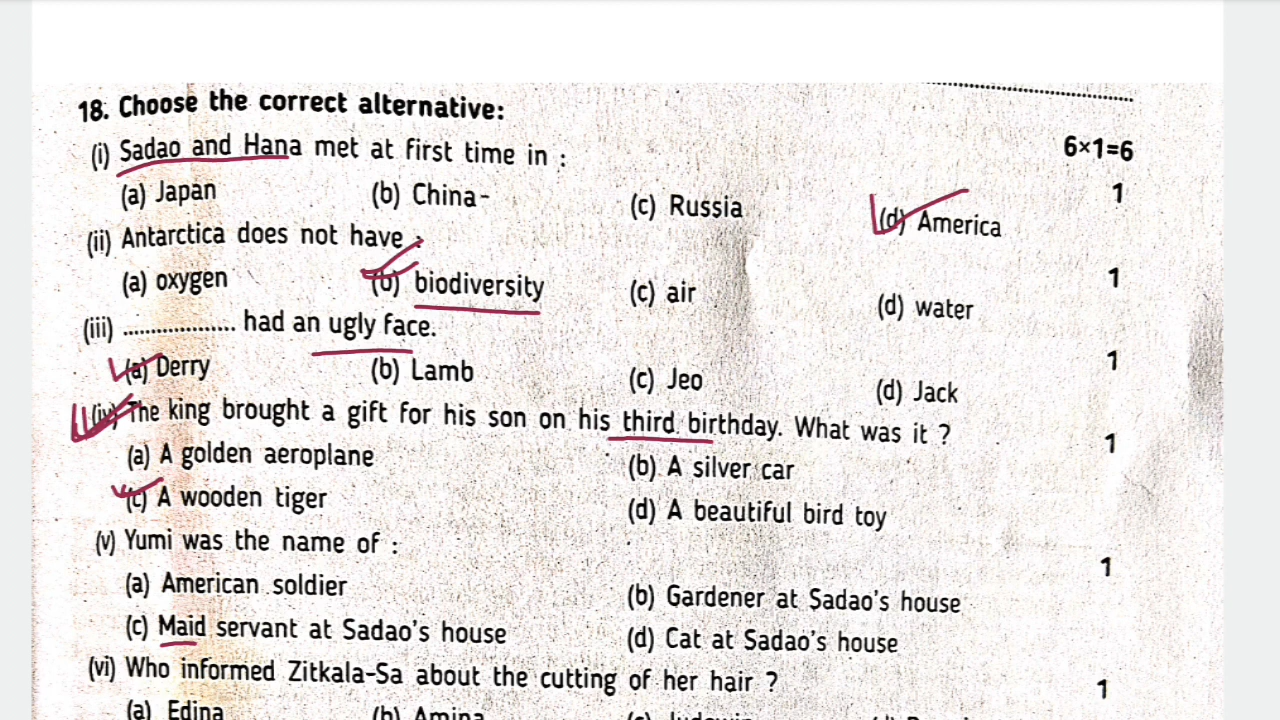 18. Choose the correct alternative:
6×1=6
(i) Sadao and Hana met at first time in :
1
(a) Japan (b) China- (c) Russia (d) America
(ii) Antarctica does not have :
1
(a) oxygen (b) biodiversity (c) air (d) water
(iii) ................... had an ugly face.
1
(a) Derry (b) Lamb (c) Jeo (d) Jack
(iv) The king brought a gift for his son on his third birthday. What was it ?
1
(a) A golden aeroplane (b) A silver car
(c) A wooden tiger (d) A beautiful bird toy
(v) Yumi was the name of :
1
(a) American soldier (b) Gardener at Sadao's house
(c) Maid servant at Sadao's house (d) Cat at Sadao's house
(vi) Who informed Zitkala-Sa about the cutting of her hair ?
1
(a) Edina (b) Amina (c) Judewin